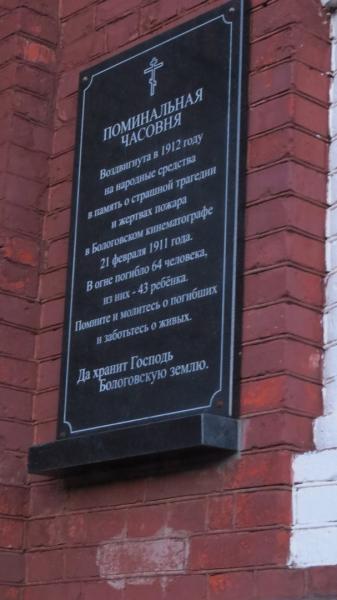 ПОМИНАЛЬНАЯ
ЧАСОВНЯ
Воздвигнута в 1912 году
на народные средства
в память о страшной трагедии
и жертвах пожара
в Бологовском кинематографе
21 февраля 1911 года.
В огне погибло 64 человека,
из них - 43 ребёнка.
Помните и молитесь о погибших
и заботьтесь о живых.
Да хранит Господь
Бологовскую землю.